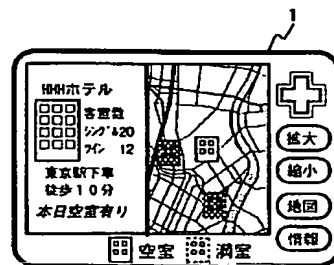 1
HHHホテル
客室数
シングル20
ツイン 12
東京駅下車
徒歩10分
本日空室有り
拡大
縮小
地図
情報
空室 満室